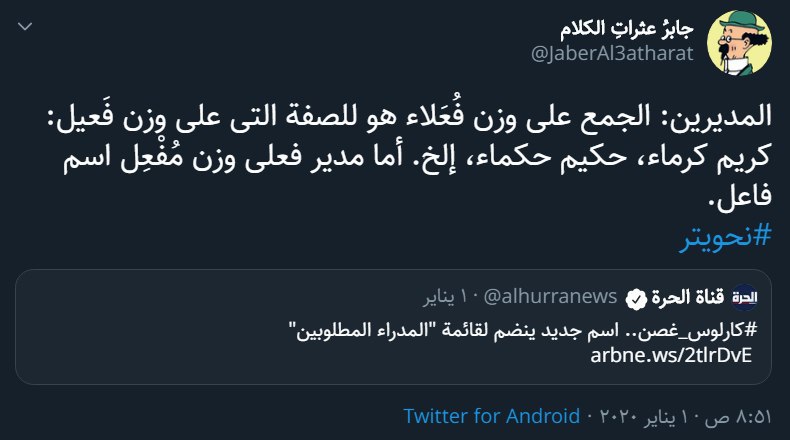 جابرُ عثراتِ الكلام
@JaberAl3atharat
المديرين: الجمع على وزن فُعَلاء هو للصفة التى على وزن فَعيل:
كريم كرماء، حكيم حكماء، إلخ. أما مدير فعلى وزن مُفْعِل اسم
فاعل.
#نحويتر
الحرة قناة الحرة @alhurranews · ١ يناير
#كارلوس_غصن.. اسم جديد ينضم لقائمة "المدراء المطلوبين"
arbne.ws/2tlrDvE
٨:٥١ ص · ١٠ يناير ٢٠٢٠ · Twitter for Android